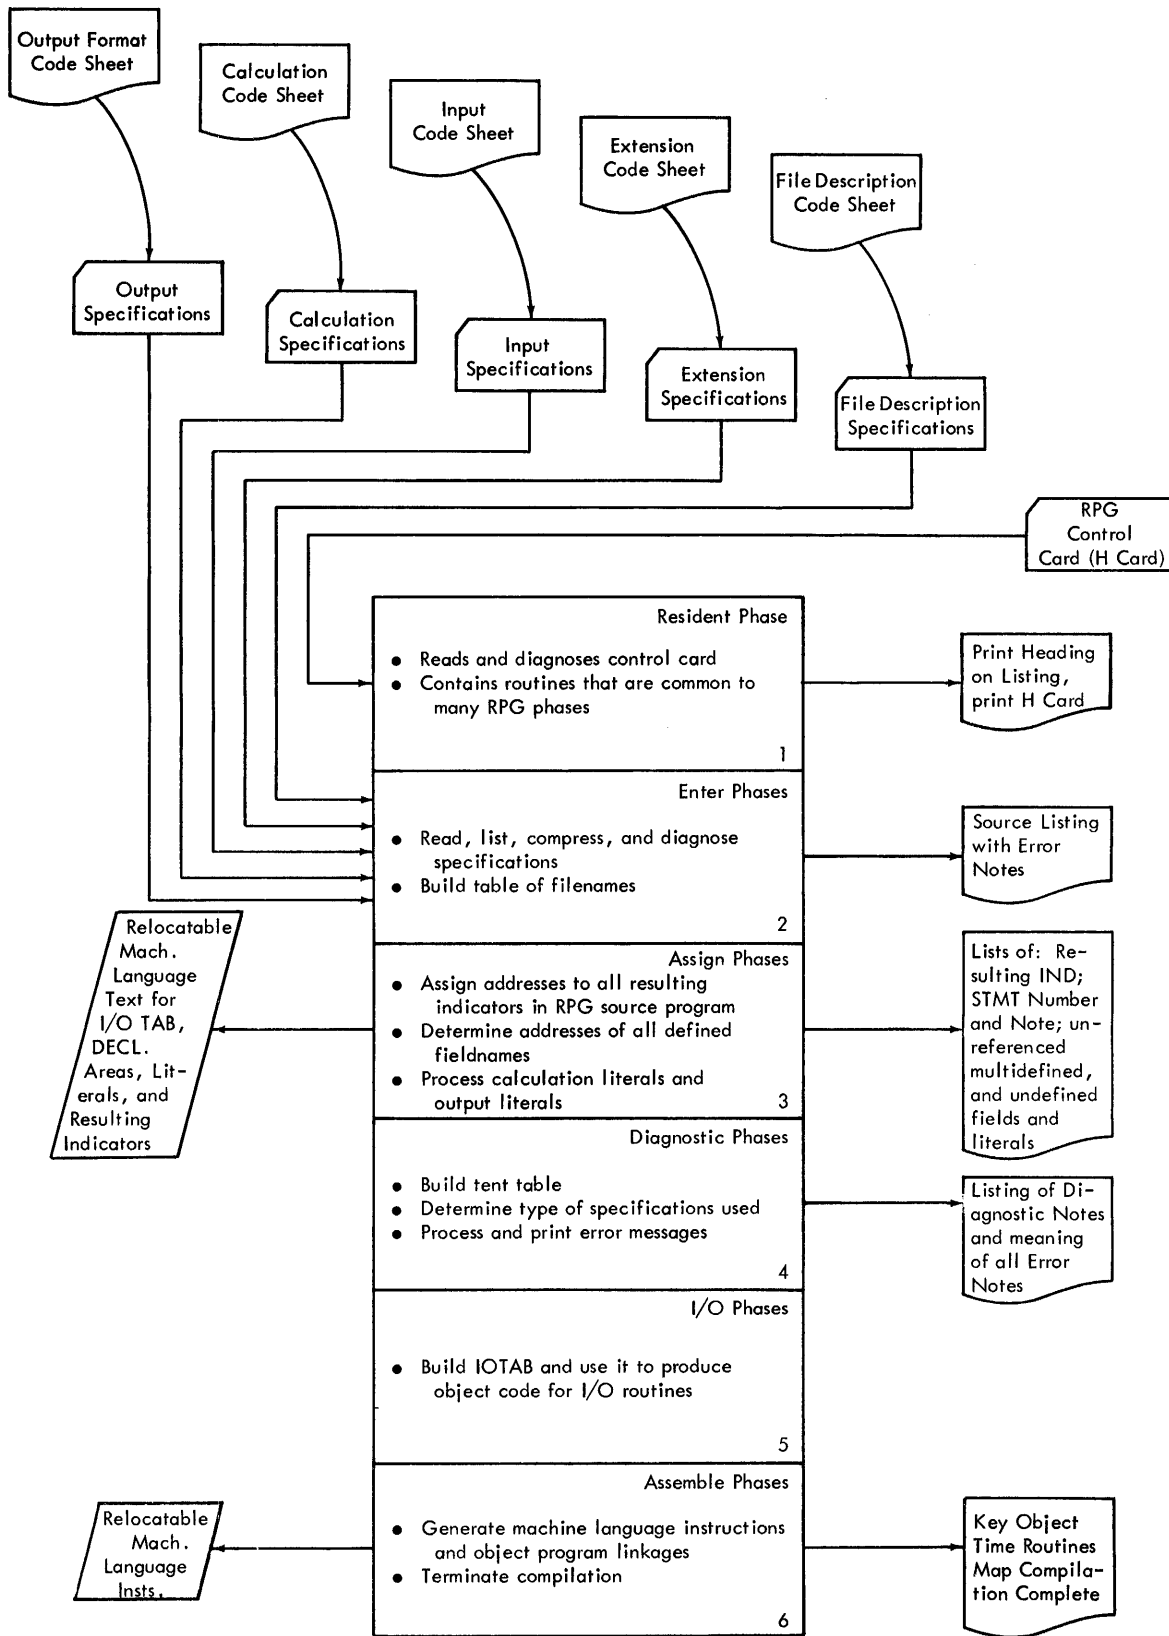 Output Format
Code Sheet
Calculation
Code Sheet
Input
Code Sheet
Extension
Code Sheet
File Description
Code Sheet
Output
Specifications
Calculation
Specifications
Input
Specifications
Extension
Specifications
File Description
Specifications
RPG
Control
Card (H Card)
Resident Phase
● Reads and diagnoses control card
● Contains routines that are common to
many RPG phases
1
Print Heading
on Listing,
print H Card
Enter Phases
● Read, list, compress, and diagnose
specifications
● Build table of filenames
2
Source Listing
with Error
Notes
Relocatable
Mach.
Language
Text for
I/O TAB,
DECL.
Areas, Lit-
erals, and
Resulting
Indicators
Assign Phases
● Assign addresses to all resulting
indicators in RPG source program
● Determine addresses of all defined
fieldnames
● Process calculation literals and
output literals
3
Lists of: Re-
sulting IND;
STMT Number
and Note; un-
referenced
multidefined,
and undefined
fields and
literals
Diagnostic Phases
● Build tent table
● Determine type of specifications used
● Process and print error messages
4
Listing of Di-
agnostic Notes
and meaning
of all Error
Notes
I/O Phases
● Build IOTAB and use it to produce
object code for I/O routines
5
Relocatable
Mach.
Language
Insts.
Assemble Phases
● Generate machine language instructions
and object program linkages
● Terminate compilation
6
Key Object
Time Routines
Map Compila-
tion Complete